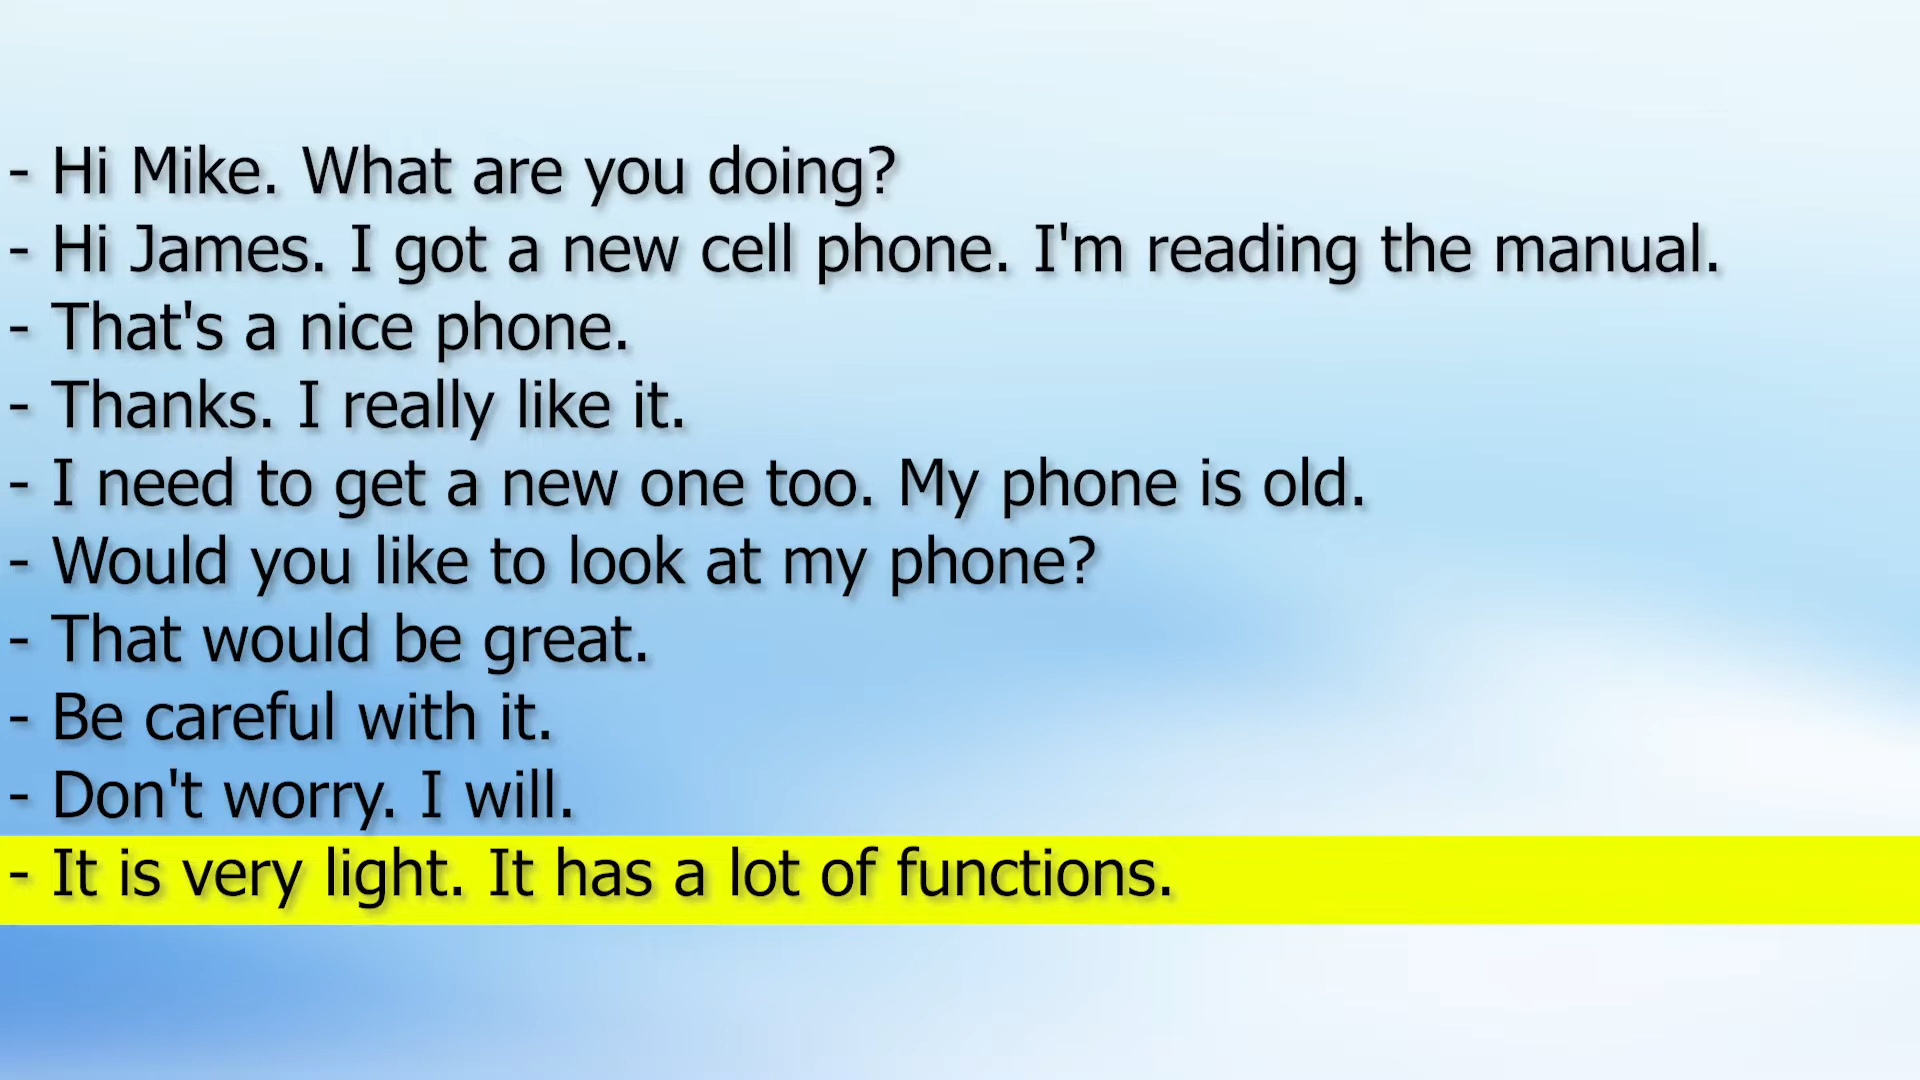 - Hi Mike. What are you doing?
- Hi James. I got a new cell phone. I'm reading the manual.
- That's a nice phone.
- Thanks. I really like it.
- I need to get a new one too. My phone is old.
- Would you like to look at my phone?
- That would be great.
- Be careful with it.
- Don't worry. I will.
- It is very light. It has a lot of functions.